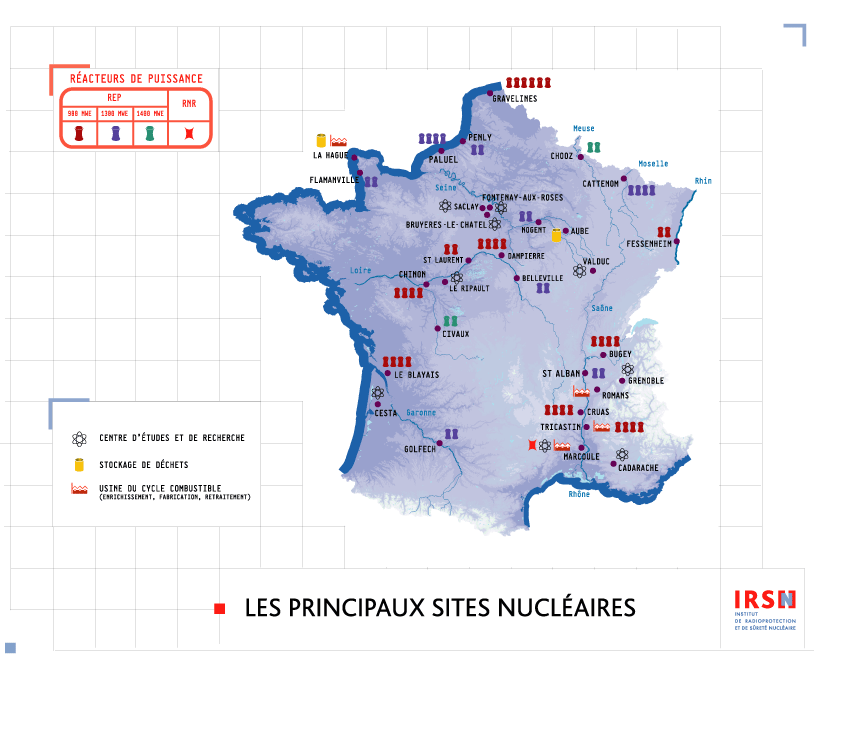 RÉACTEURS DE PUISSANCE
REP
RNR
900 MWE
1300 MWE
1400 MWE
GRAVELINES
PENLY
PALUEL
LA HAGUE
FLAMANVILLE
Meuse
CHOOZ
Moselle
CATTENOM
Rhin
Seine
FONTENAY-AUX-ROSES
SACLAY
BRUYERES-LE-CHATEL
NOGENT
AUBE
FESSENHEIM
ST LAURENT
DAMPIERRE
VALDUC
Loire
CHINON
LE RIPAULT
BELLEVILLE
Saône
CIVAUX
BUGEY
LE BLAYAIS
ST ALBAN
GRENOBLE
ROMANS
CESTA
Garonne
CRUAS
TRICASTIN
GOLFECH
MARCOULE
CADARACHE
Rhône
CENTRE D'ÉTUDES ET DE RECHERCHE
STOCKAGE DE DÉCHETS
USINE DU CYCLE COMBUSTIBLE
(ENRICHISSEMENT, FABRICATION, RETRAITEMENT)
LES PRINCIPAUX SITES NUCLÉAIRES
IRSN
INSTITUT
DE RADIOPROTECTION
ET DE SÛRETÉ NUCLÉAIRE